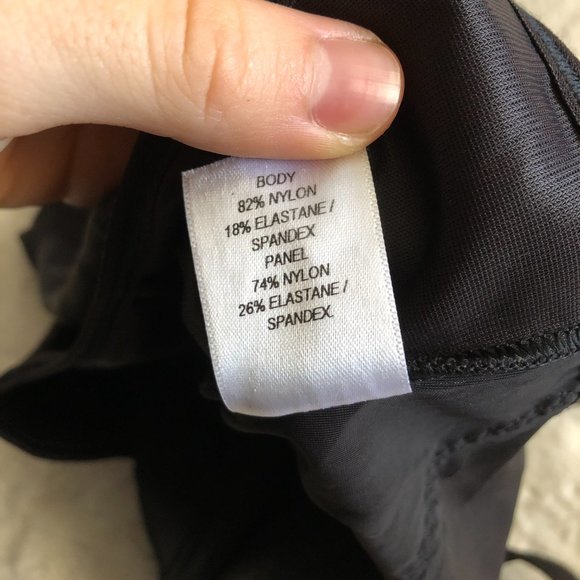 BODY
82% NYLON
18% ELASTANE /
SPANDEX
PANEL
74% NYLON
26% ELASTANE /
SPANDEX.